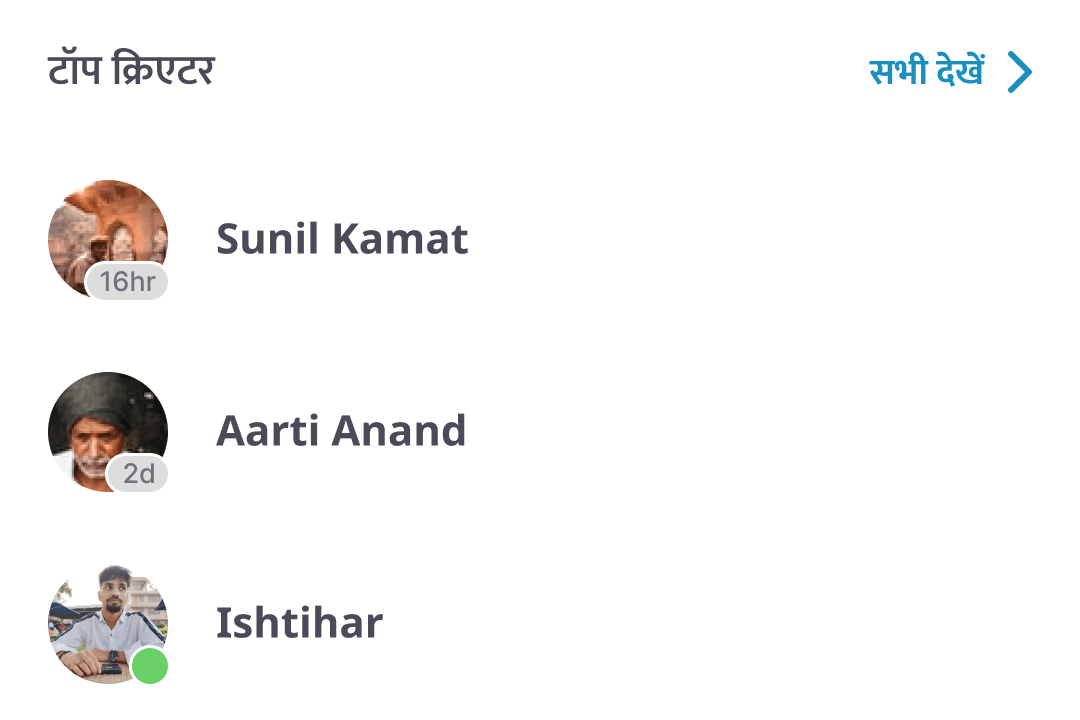 टॉप क्रिएटर
सभी देखें
Sunil Kamat
16hr
Aarti Anand
2d
Ishtihar